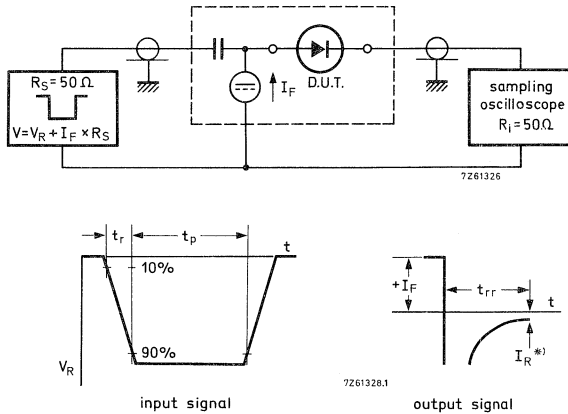 R_S = 50 Ω
V = V_R + I_F × R_S
I_F
D.U.T.
sampling
oscilloscope
R_i = 50Ω
7Z61326
t_r
t_p
t
10%
90%
V_R
input signal
+I_F
t_rr
t
I_R *)
7Z61328.1
output signal